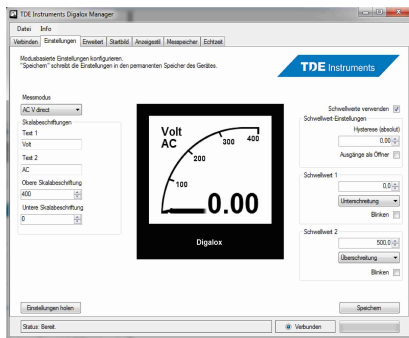 TDE Instruments Digalox Manager
Datei Info
Verbinden Einstellungen Erweitert Startbild Anzeigestil Messspeicher Echtzeit
Modusbasierte Einstellungen konfigurieren.
"Speichern" schreibt die Einstellungen in den permanenten Speicher des Gerätes.
TDE Instruments
Messmodus
AC V direct
Skalabeschriftungen
Text 1
Volt
Text 2
AC
Obere Skalabeschriftung
400
Untere Skalabeschriftung
0
Volt
AC
100
200
300
400
0.00
Digalox
Schwellwerte verwenden
Schwellwert-Einstellungen
Hysterese (absolut)
0,00
Ausgänge als Öffner
Schwellwert 1
0,0
Unterschreitung
Blinken
Schwellwert 2
500,0
Überschreitung
Blinken
Einstellungen holen
Speichern
Status: Bereit.
Verbunden